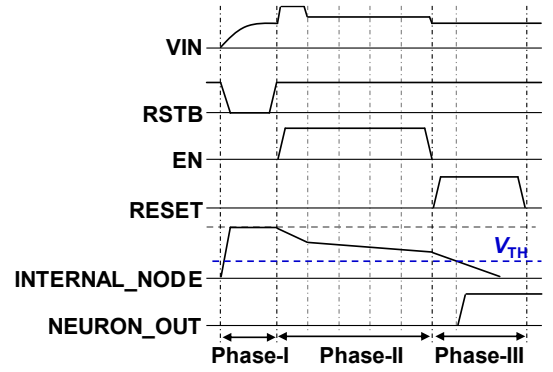 VIN
RSTB
EN
RESET
VTH
INTERNAL_NODE
NEURON_OUT
Phase-I Phase-II Phase-III